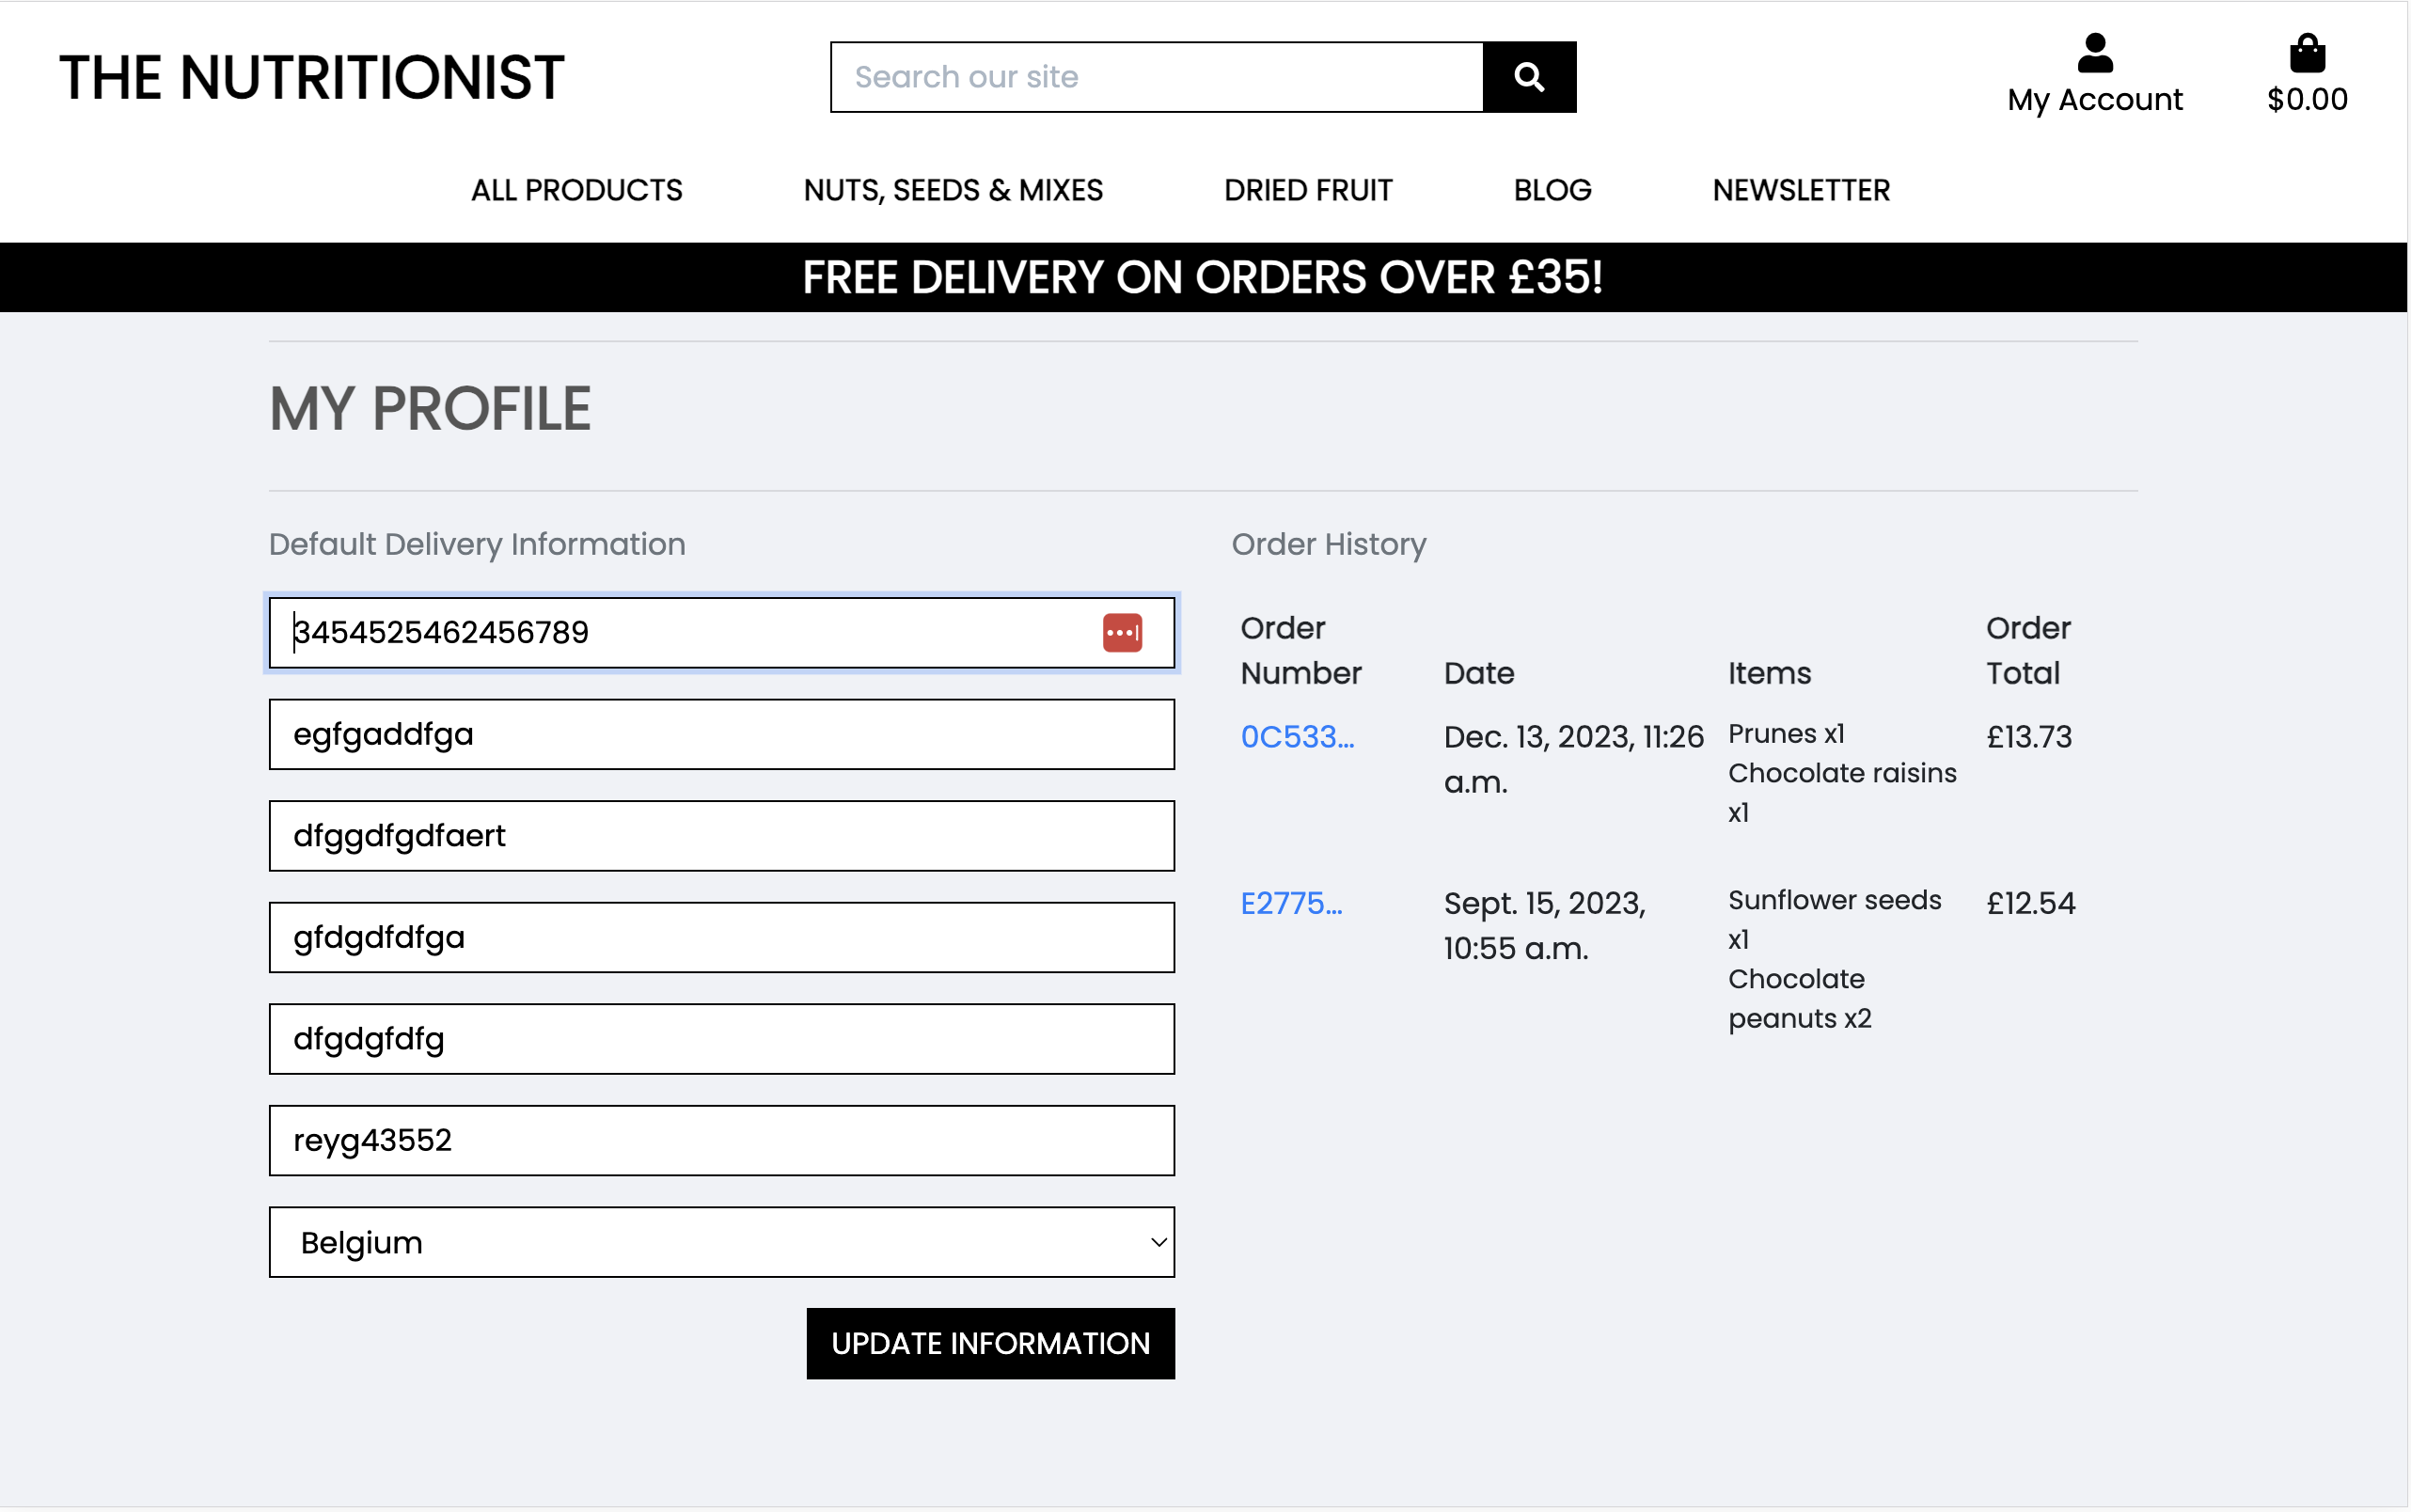 THE NUTRITIONIST
Search our site
My Account
$0.00
ALL PRODUCTS
NUTS, SEEDS & MIXES
DRIED FRUIT
BLOG
NEWSLETTER
FREE DELIVERY ON ORDERS OVER £35!
MY PROFILE
Default Delivery Information
3454525462456789
egfgaddfga
dfggdfgdfaert
gfdgdfdfga
dfgdgfdfg
reyg43552
Belgium
UPDATE INFORMATION
Order History
Order
Number
Date
Items
Order
Total
0C533...
Dec. 13, 2023, 11:26
a.m.
Prunes x1
Chocolate raisins
x1
£13.73
E2775...
Sept. 15, 2023,
10:55 a.m.
Sunflower seeds
x1
Chocolate
peanuts x2
£12.54